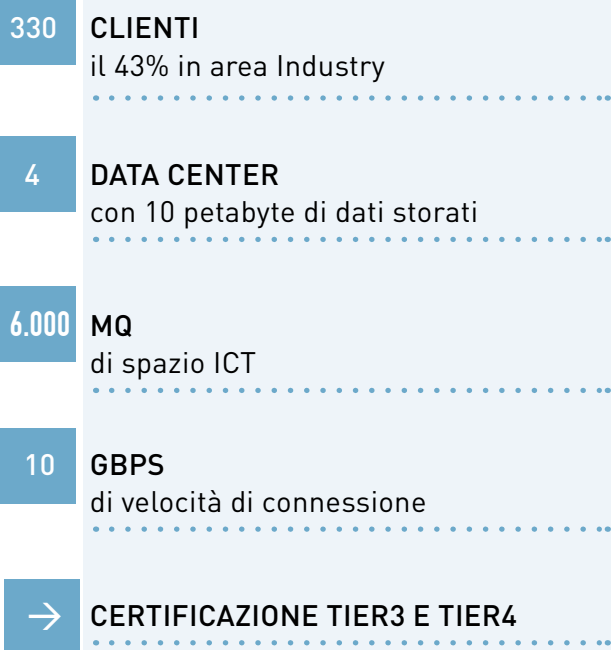 330 CLIENTI
il 43% in area Industry
4 DATA CENTER
con 10 petabyte di dati storati
6.000 MQ
di spazio ICT
10 GBPS
di velocità di connessione
→ CERTIFICAZIONE TIER3 E TIER4